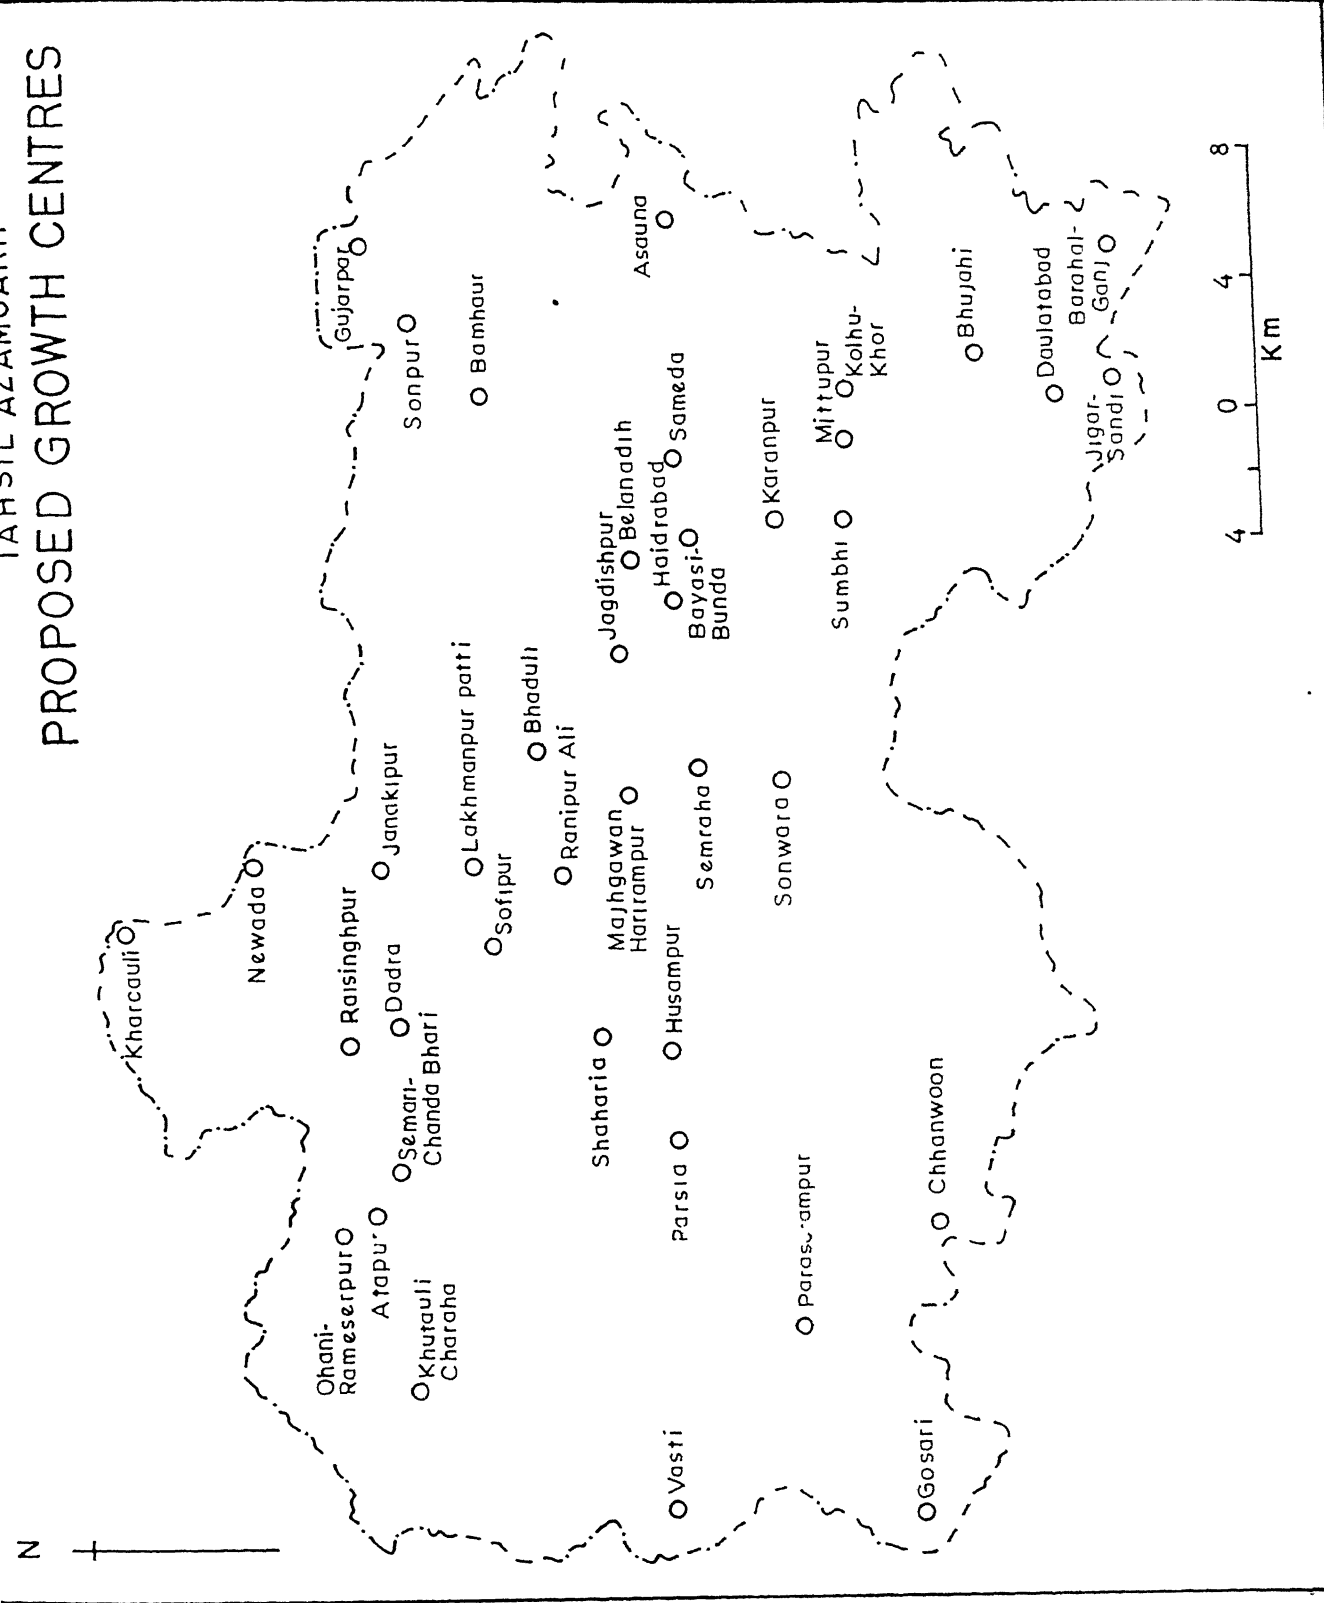 TAHSIL AZAMGARH
PROPOSED GROWTH CENTRES
N
Kharcauli
Newada
Gujarpar
Raisinghpur
Janakipur
Sonpur
Dadra
Semari-
Chanda Bhari
Ohani-
Rameserpur
Atapur
Khutauli
Charaha
Lakhmanpur patti
Sofipur
Bamhaur
Bhaduli
Ranipur Ali
Jagdishpur
Belanadih
Asauna
Majhgawan
Harirampur
Shaharia
Haidrabad
Sameda
Bayasi-
Bunda
Husampur
Semraha
Parsia
Vasti
Karanpur
Sonwara
Mittupur
Kolhu-
Khor
Sumbhi
Chhanwoon
Gosari
Bhujahi
Daulatabad
Barahal-
Ganj
Jigar-
Sandi
4 0 4 8
Km